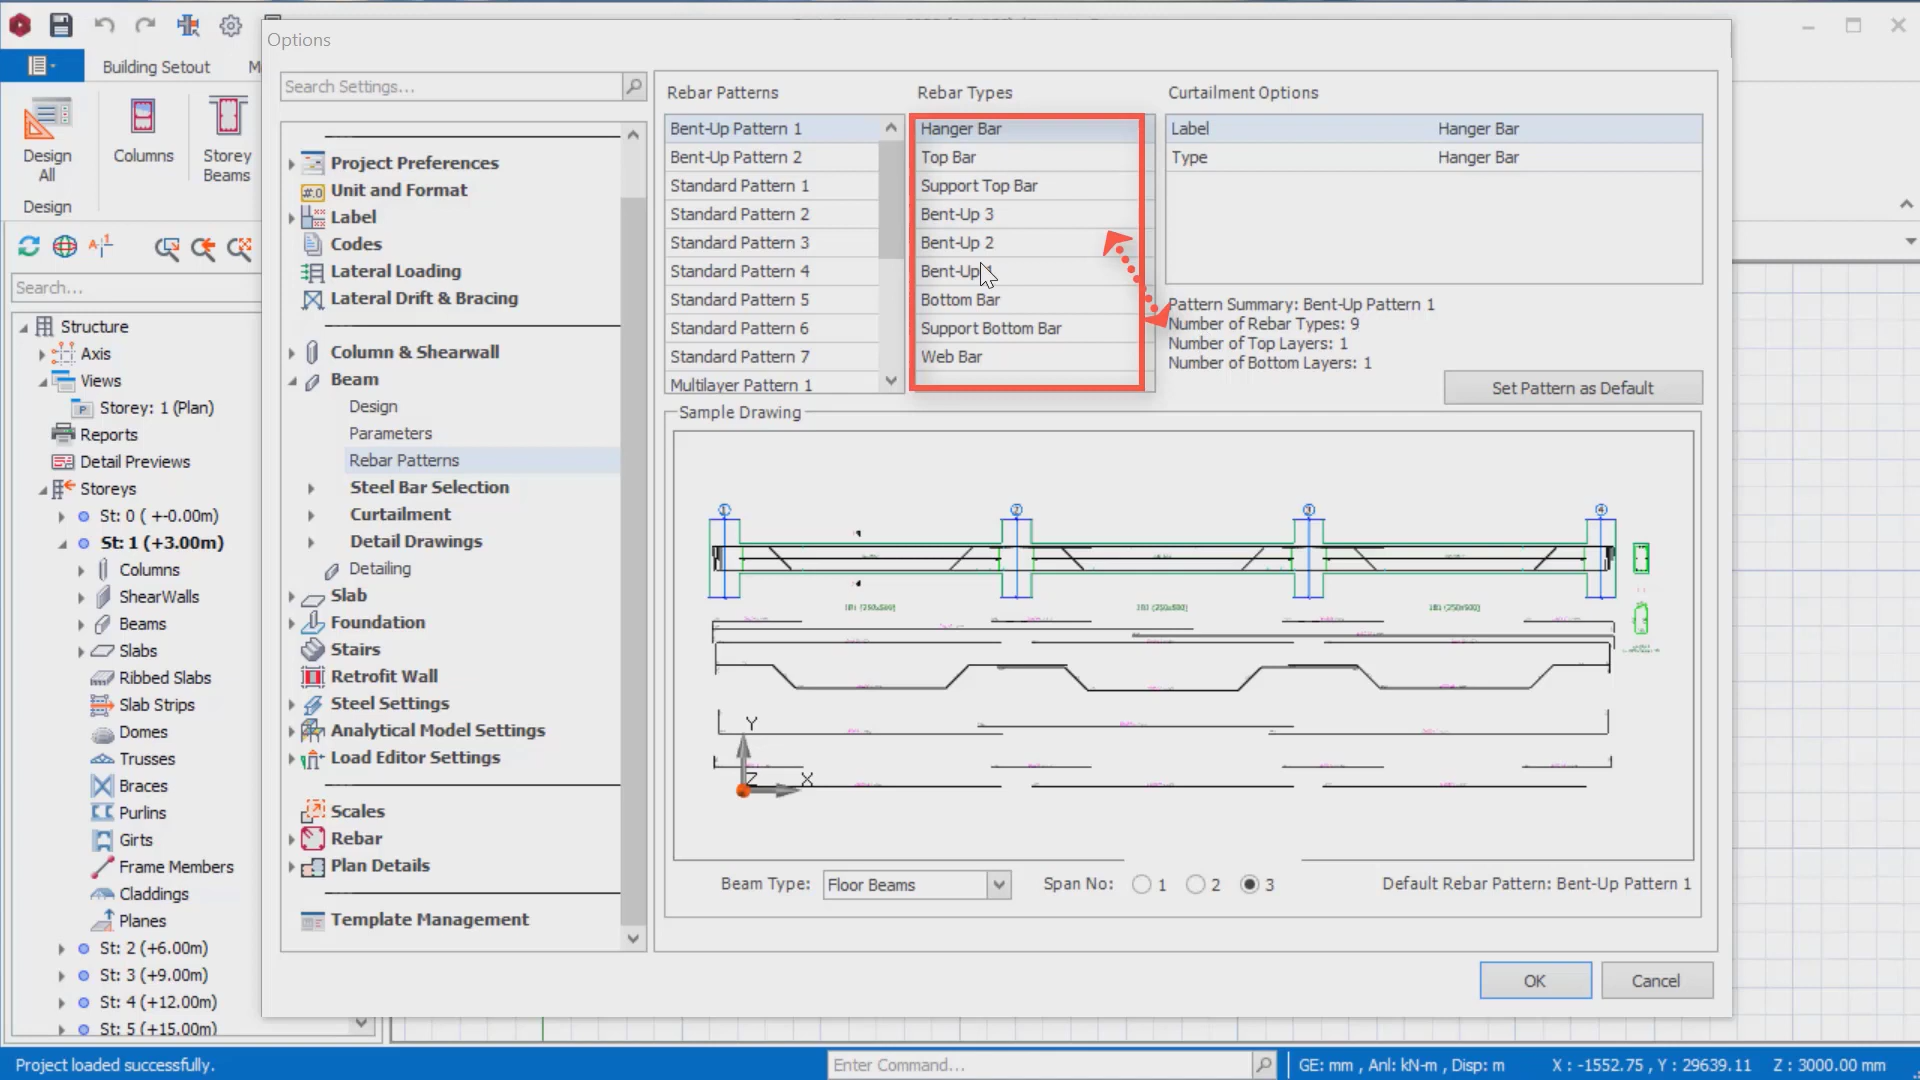 Options
Building Setout
Search Settings...
Rebar Patterns
Rebar Types
Curtailment Options
Design
All
Columns
Storey
Beams
Design
Search...
Structure
Axis
Views
Storey: 1 (Plan)
Reports
Detail Previews
Storeys
St: 0 ( +-0.00m)
St: 1 (+3.00m)
Columns
ShearWalls
Beams
Slabs
Ribbed Slabs
Slab Strips
Domes
Trusses
Braces
Purlins
Girts
Frame Members
Claddings
Planes
St: 2 (+6.00m)
St: 3 (+9.00m)
St: 4 (+12.00m)
St: 5 (+15.00m)
Project Preferences
Unit and Format
Label
Codes
Lateral Loading
Lateral Drift & Bracing
Column & Shearwall
Beam
Design
Parameters
Rebar Patterns
Steel Bar Selection
Curtailment
Detail Drawings
Detailing
Slab
Foundation
Stairs
Retrofit Wall
Steel Settings
Analytical Model Settings
Load Editor Settings
Scales
Rebar
Plan Details
Template Management
Bent-Up Pattern 1
Bent-Up Pattern 2
Standard Pattern 1
Standard Pattern 2
Standard Pattern 3
Standard Pattern 4
Standard Pattern 5
Standard Pattern 6
Standard Pattern 7
Multilayer Pattern 1
Hanger Bar
Top Bar
Support Top Bar
Bent-Up 3
Bent-Up 2
Bent-Up 1
Bottom Bar
Support Bottom Bar
Web Bar
Label Hanger Bar
Type Hanger Bar
Pattern Summary: Bent-Up Pattern 1
Number of Rebar Types: 9
Number of Top Layers: 1
Number of Bottom Layers: 1
Set Pattern as Default
Sample Drawing
1 2 3 4
Y
Z X
Beam Type: Floor Beams Span No: 1 2 3 Default Rebar Pattern: Bent-Up Pattern 1
OK Cancel
Project loaded successfully.
Enter Command...
GE: mm , Anl: kN-m , Disp: m
X : -1552.75 , Y : 29639.11 Z : 3000.00 mm